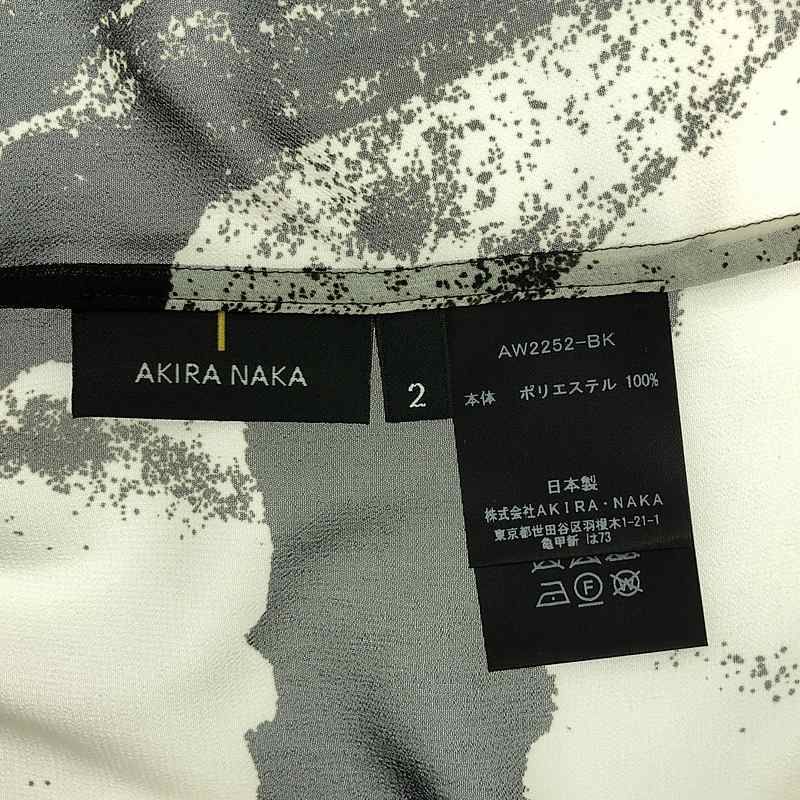 AKIRA NAKA
2
AW2252-BK
本体 ポリエステル 100%
日本製
株式会社AKIRA・NAKA
東京都世田谷区羽根木1-21-1
亀甲新 は73
F
W